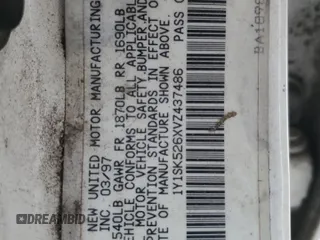 NEW UNITED MOTOR MANUFACTURING
INC 03/97
540LB GAWR FR 1870LB RR 1690LB
VEHICLE CONFORMS TO ALL APPLICABLE
MOTOR VEHICLE SAFETY, BUMPER AND
PREVENTION STANDARDS IN EFFECT
DATE OF MANUFACTURE SHOWN ABOVE.
1Y1SK526XVZ437486 PASS C
DREAMBID